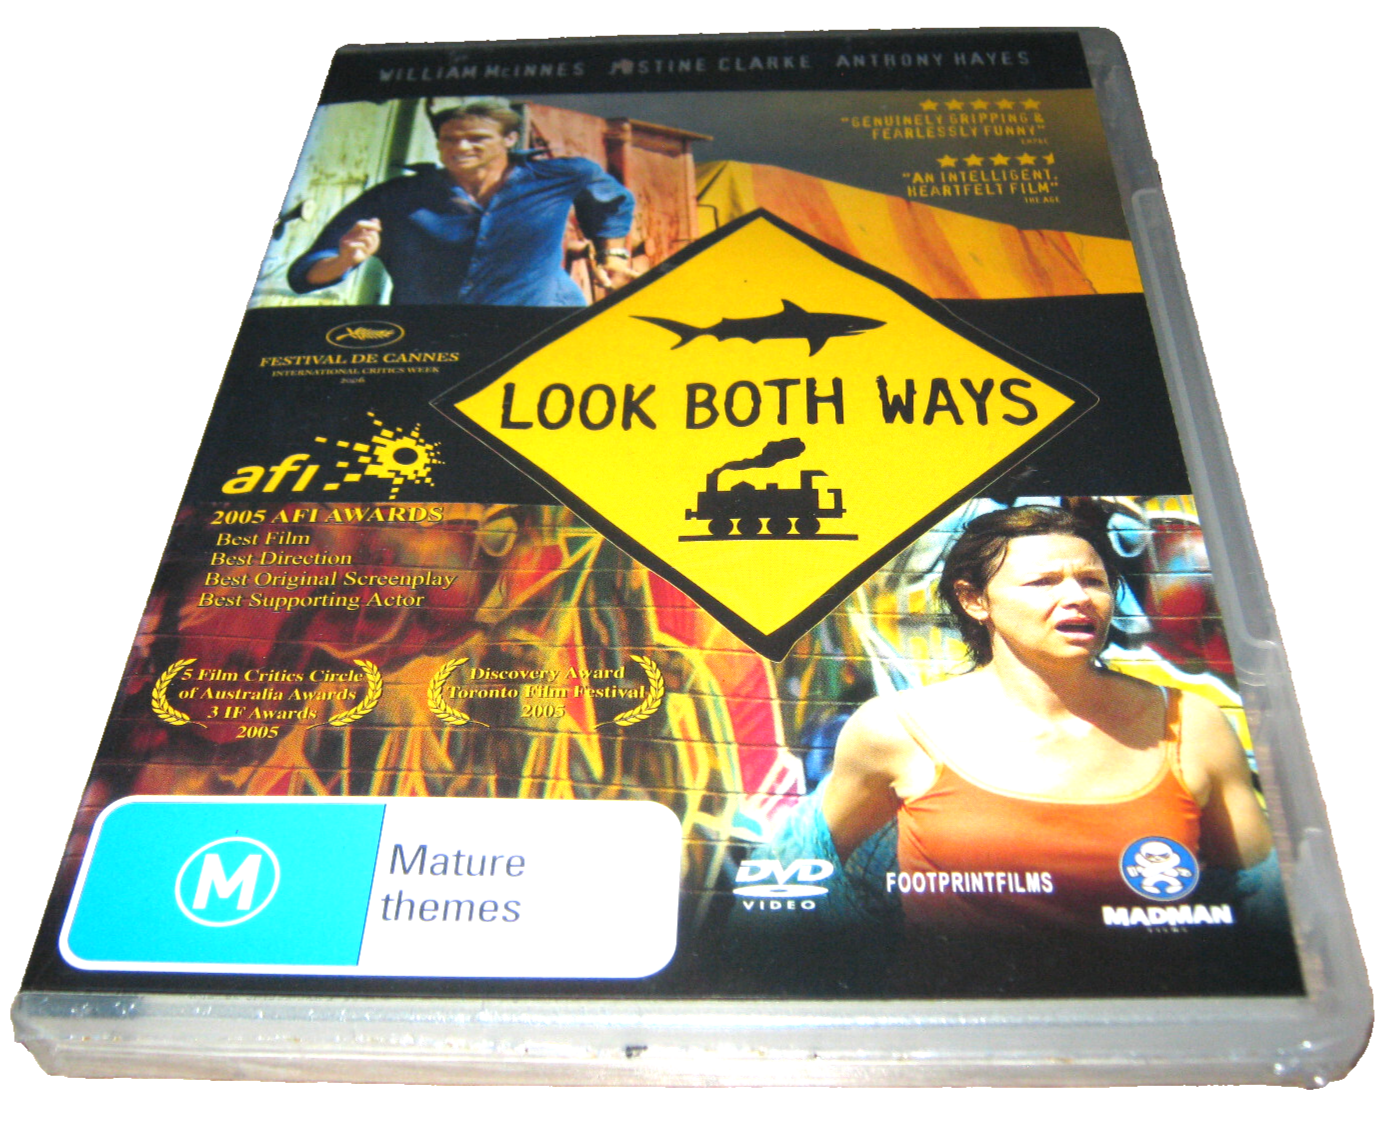 WILLIAM McINNES JUSTINE CLARKE ANTHONY HAYES
"GENUINELY GRIPPING &
FEARLESSLY FUNNY"
"AN INTELLIGENT,
HEARTFELT FILM"
THE AGE
FESTIVAL DE CANNES
INTERNATIONAL CRITICS WEEK
2006
LOOK BOTH WAYS
afi
2005 AFI AWARDS
Best Film
Best Direction
Best Original Screenplay
Best Supporting Actor
5 Film Critics Circle
of Australia Awards
3 IF Awards
2005
Discovery Award
Toronto Film Festival
2005
M
Mature
themes
DVD
VIDEO
FOOTPRINTFILMS
MADMAN